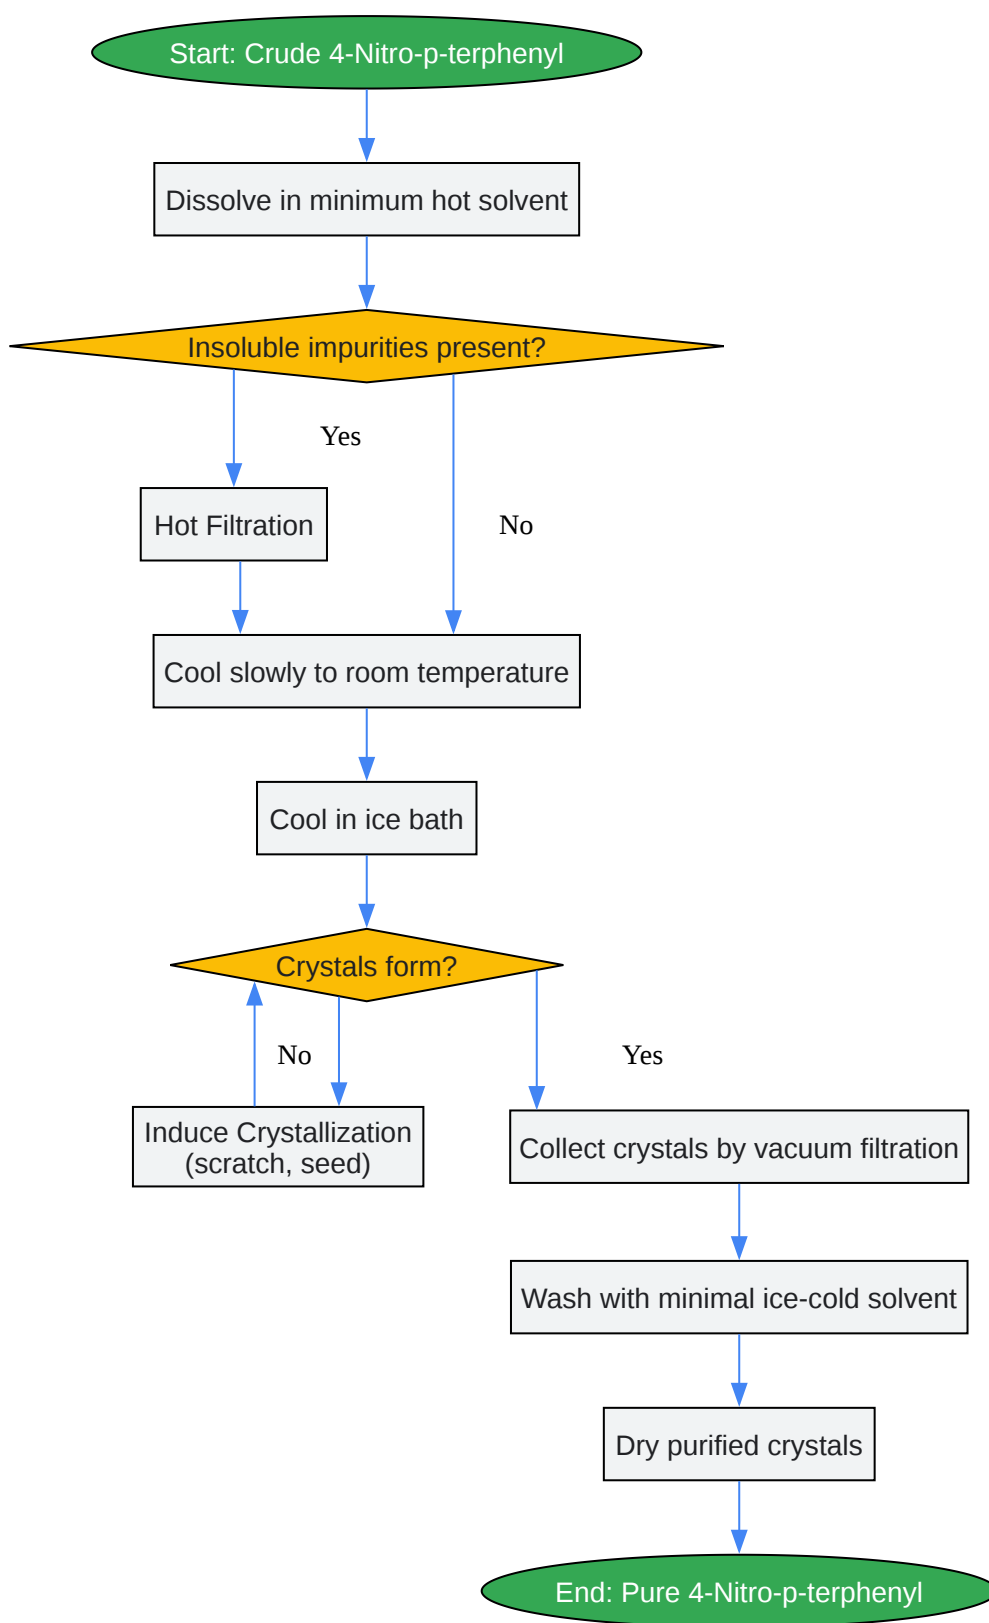 Start: Crude 4-Nitro-p-terphenyl
Dissolve in minimum hot solvent
Insoluble impurities present?
Yes
Hot Filtration
No
Cool slowly to room temperature
Cool in ice bath
Crystals form?
No
Yes
Induce Crystallization
(scratch, seed)
Collect crystals by vacuum filtration
Wash with minimal ice-cold solvent
Dry purified crystals
End: Pure 4-Nitro-p-terphenyl